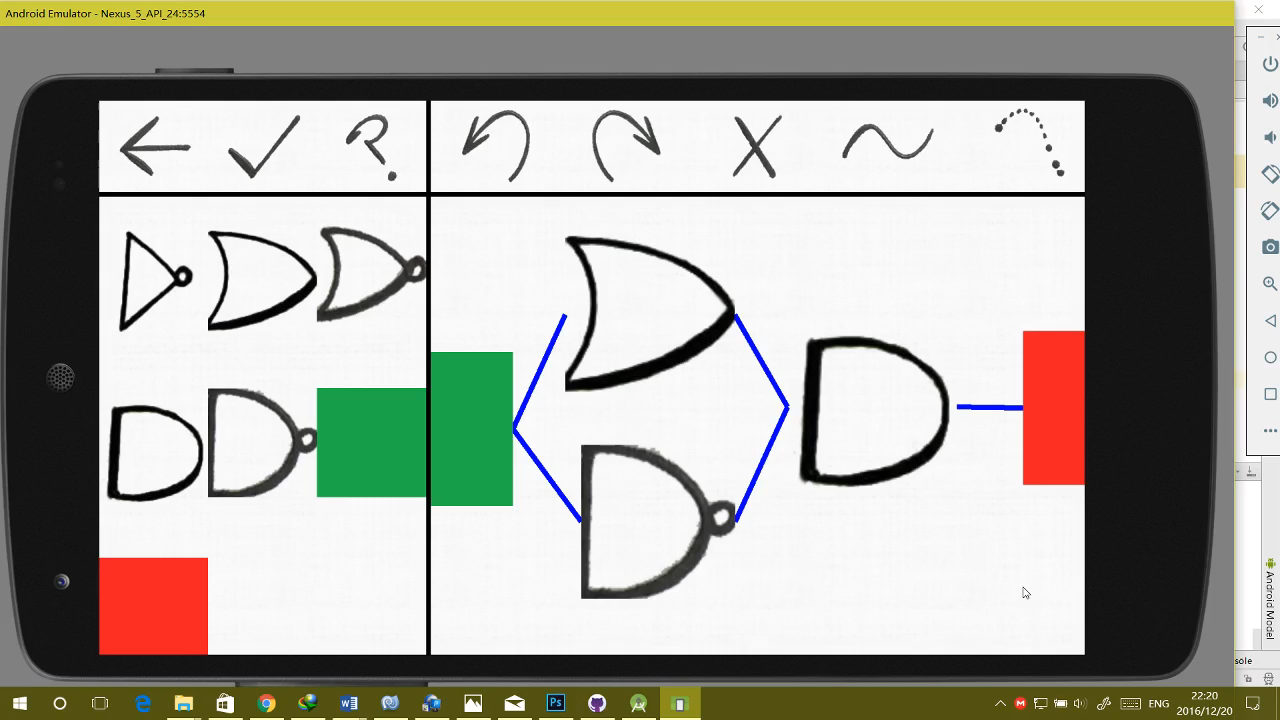 Android Emulator - Nexus_5_API_24:5554
Android Model
sole
ENG
22:20
2016/12/20